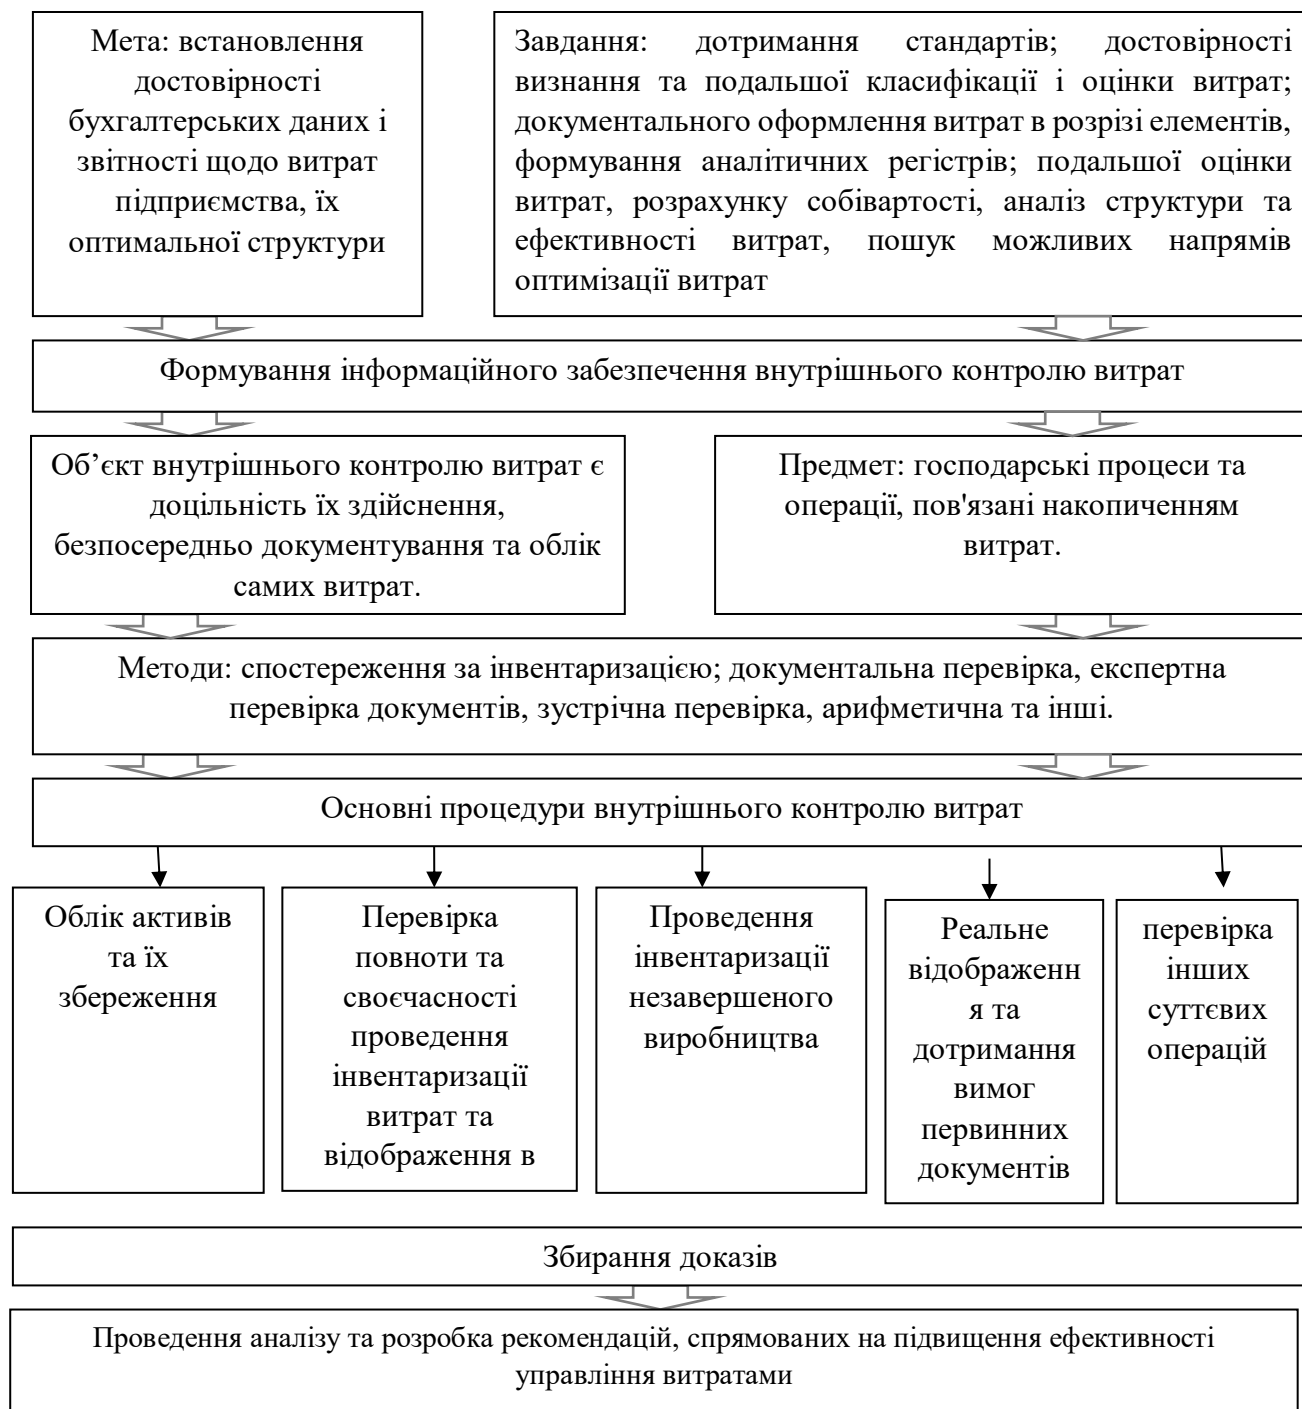 Мета: встановлення
достовірності
бухгалтерських даних і
звітності щодо витрат
підприємства, їх
оптимальної структури
Завдання: дотримання стандартів; достовірності
визнання та подальшої класифікації і оцінки витрат;
документального оформлення витрат в розрізі елементів,
формування аналітичних регістрів; подальшої оцінки
витрат, розрахунку собівартості, аналіз структури та
ефективності витрат, пошук можливих напрямів
оптимізації витрат
Формування інформаційного забезпечення внутрішнього контролю витрат
Об’єкт внутрішнього контролю витрат є
доцільність їх здійснення,
безпосередньо документування та облік
самих витрат.
Предмет: господарські процеси та
операції, пов'язані накопиченням
витрат.
Методи: спостереження за інвентаризацією; документальна перевірка, експертна
перевірка документів, зустрічна перевірка, арифметична та інші.
Основні процедури внутрішнього контролю витрат
Облік активів
та їх
збереження
Перевірка
повноти та
своєчасності
проведення
інвентаризації
витрат та
відображення в
Проведення
інвентаризації
незавершеного
виробництва
Реальне
відображенн
я та
дотримання
вимог
первинних
документів
перевірка
інших
суттєвих
операцій
Збирання доказів
Проведення аналізу та розробка рекомендацій, спрямованих на підвищення ефективності
управління витратами